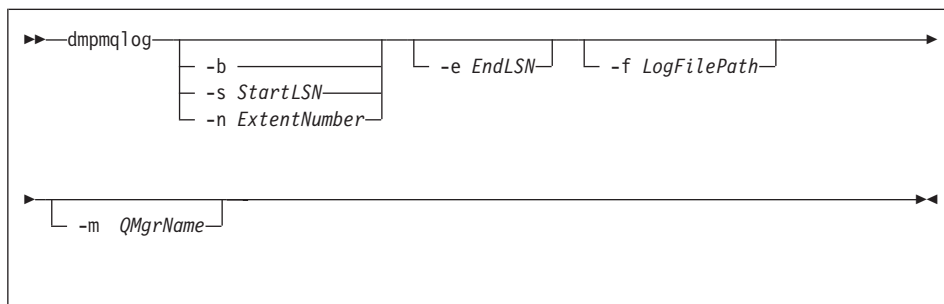 dmpmqlog
-b
-e EndLSN
-f LogFilePath
-s StartLSN
-n ExtentNumber
-m QMgrName